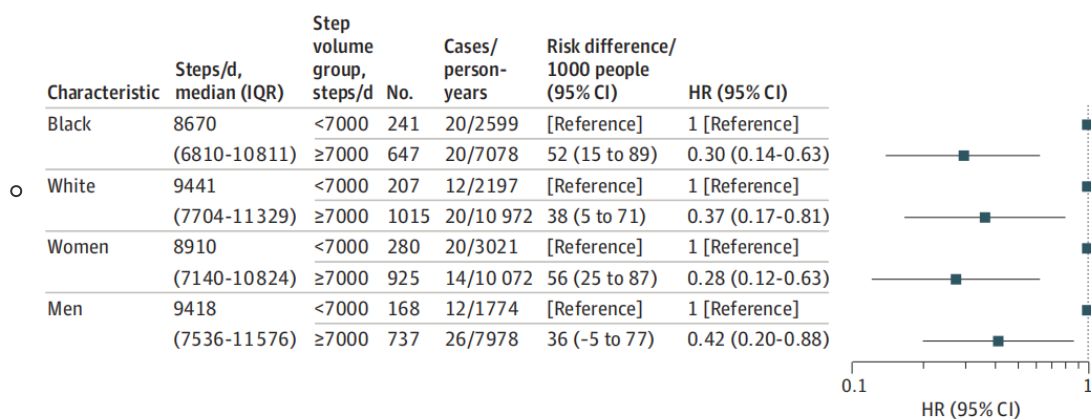 Step
volume
Steps/d, group, Cases/ person- Risk difference/ 1000 people
Characteristic median (IQR) steps/d No. years (95% CI) HR (95% CI)
Black 8670 <7000 241 20/2599 [Reference] 1 [Reference]
(6810-10811) ≥7000 647 20/7078 52 (15 to 89) 0.30 (0.14-0.63)
White 9441 <7000 207 12/2197 [Reference] 1 [Reference]
(7704-11329) ≥7000 1015 20/10 972 38 (5 to 71) 0.37 (0.17-0.81)
Women 8910 <7000 280 20/3021 [Reference] 1 [Reference]
(7140-10824) ≥7000 925 14/10 072 56 (25 to 87) 0.28 (0.12-0.63)
Men 9418 <7000 168 12/1774 [Reference] 1 [Reference]
(7536-11576) ≥7000 737 26/7978 36 (-5 to 77) 0.42 (0.20-0.88)
0.1 1
HR (95% CI)